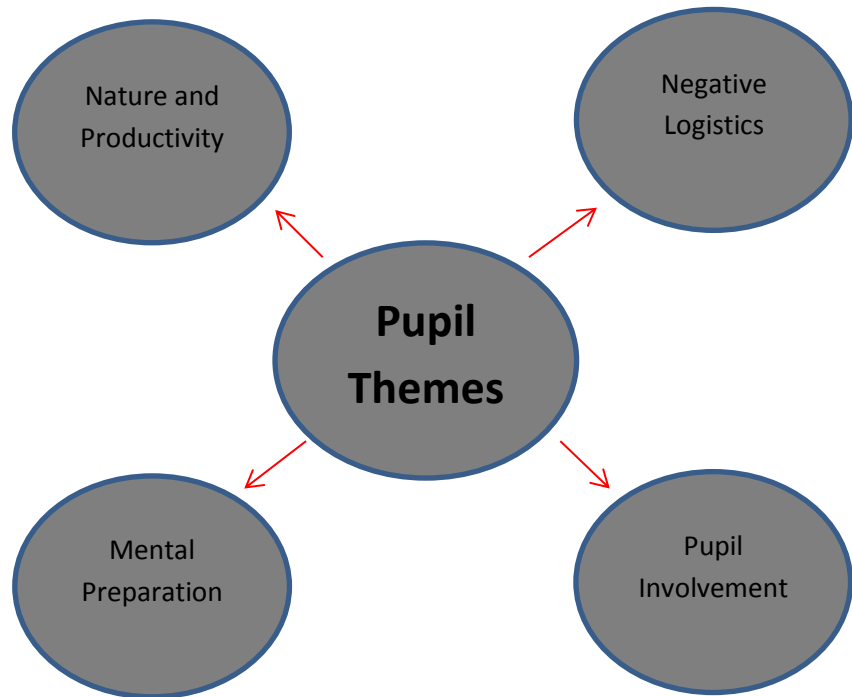 Nature and
Productivity
Negative
Logistics
Pupil
Themes
Mental
Preparation
Pupil
Involvement